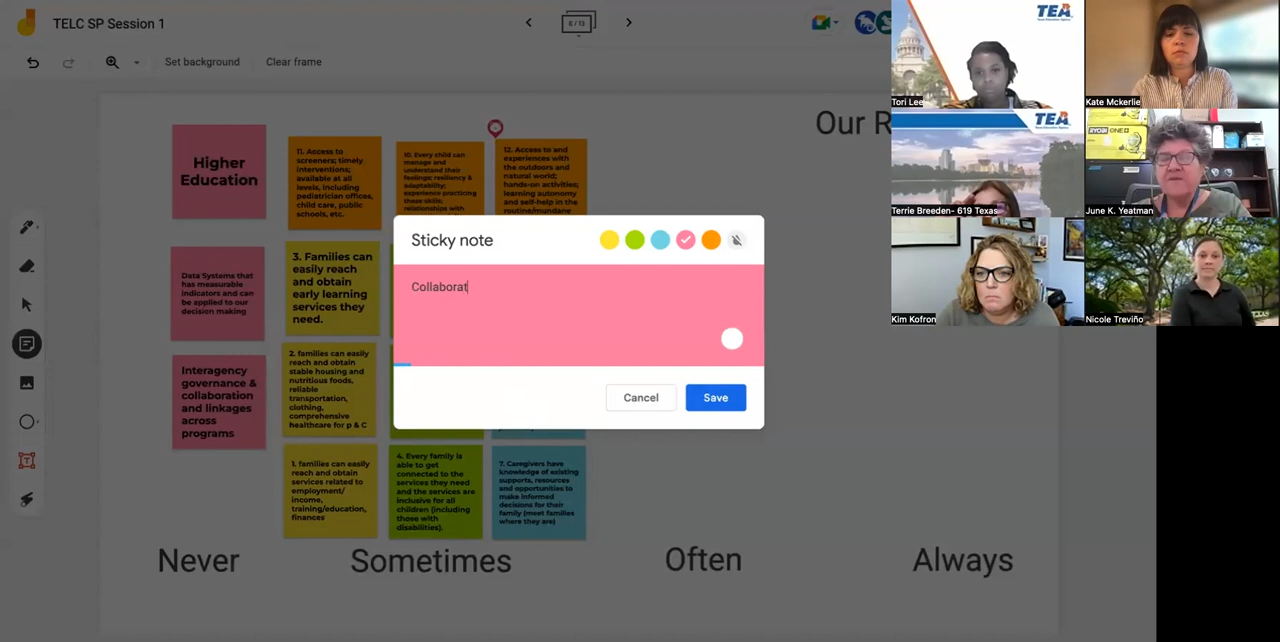 TELC SP Session 1
6 / 13
Set background
Clear frame
Our R
Higher
Education
11. Access to
screeners; timely
interventions;
available at all
levels, including
pediatrician offices,
child care, public
schools, etc.
10. Every child can
manage and
understand their
feelings; resiliency &
adaptability;
experience practicing
these skills;
relationships with
12. Access to and
experiences with
the outdoors and
natural world;
hands-on activities;
learning autonomy
and self-help in the
routine/mundane
Data Systems that
has measurable
indicators and can
be applied to our
decision making
3. Families can
easily reach
and obtain
early learning
services they
need.
Interagency
governance &
collaboration
and linkages
across
programs
2. families can easily
reach and obtain
stable housing and
nutritious foods,
reliable
transportation,
clothing,
comprehensive
healthcare for p & C
1. families can easily
reach and obtain
services related to
employment/
income,
training/education,
finances
4. Every family is
able to get
connected to the
services they need
and the services are
inclusive for all
children (including
those with
disabilities).
7. Caregivers have
knowledge of existing
supports, resources
and opportunities to
make informed
decisions for their
family (meet families
where they are)
Never
Sometimes
Often
Always
Sticky note
Collaborat
Cancel
Save
TEA
Tori Lee
Kate Mckerlie
TEA
Terrie Breeden- 619 Texas
RYOBI ONE+
June K. Yeatman
Kim Kofron
Nicole Treviño